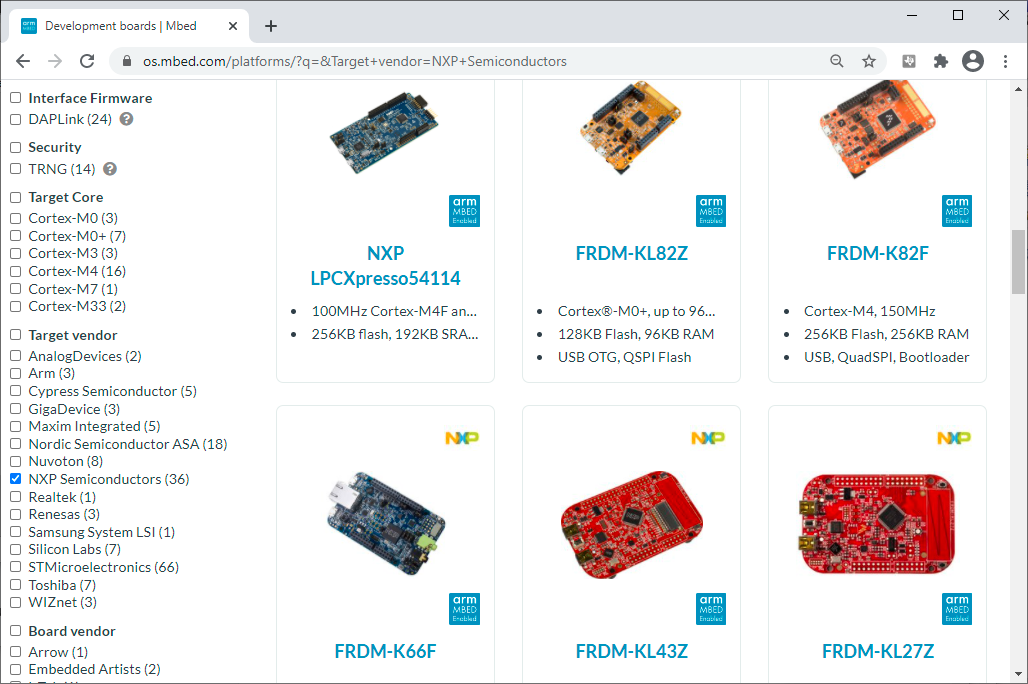 Development boards | Mbed
os.mbed.com/platforms/?q=&Target+vendor=NXP+Semiconductors
Interface Firmware
DAPLink (24) ?
Security
TRNG (14) ?
Target Core
Cortex-M0 (3)
Cortex-M0+ (7)
Cortex-M3 (3)
Cortex-M4 (16)
Cortex-M7 (1)
Cortex-M33 (2)
Target vendor
AnalogDevices (2)
Arm (3)
Cypress Semiconductor (5)
GigaDevice (3)
Maxim Integrated (5)
Nordic Semiconductor ASA (18)
Nuvoton (8)
NXP Semiconductors (36)
Realtek (1)
Renesas (3)
Samsung System LSI (1)
Silicon Labs (7)
STMicroelectronics (66)
Toshiba (7)
WIZnet (3)
Board vendor
Arrow (1)
Embedded Artists (2)
arm
MBED
Enabled
NXP
LPCXpresso54114
• 100MHz Cortex-M4F an...
• 256KB flash, 192KB SRA...
arm
MBED
Enabled
FRDM-KL82Z
• Cortex®-M0+, up to 96...
• 128KB Flash, 96KB RAM
• USB OTG, QSPI Flash
arm
MBED
Enabled
FRDM-K82F
• Cortex-M4, 150MHz
• 256KB Flash, 256KB RAM
• USB, QuadSPI, Bootloader
NXP
arm
MBED
Enabled
FRDM-K66F
NXP
arm
MBED
Enabled
FRDM-KL43Z
NXP
arm
MBED
Enabled
FRDM-KL27Z